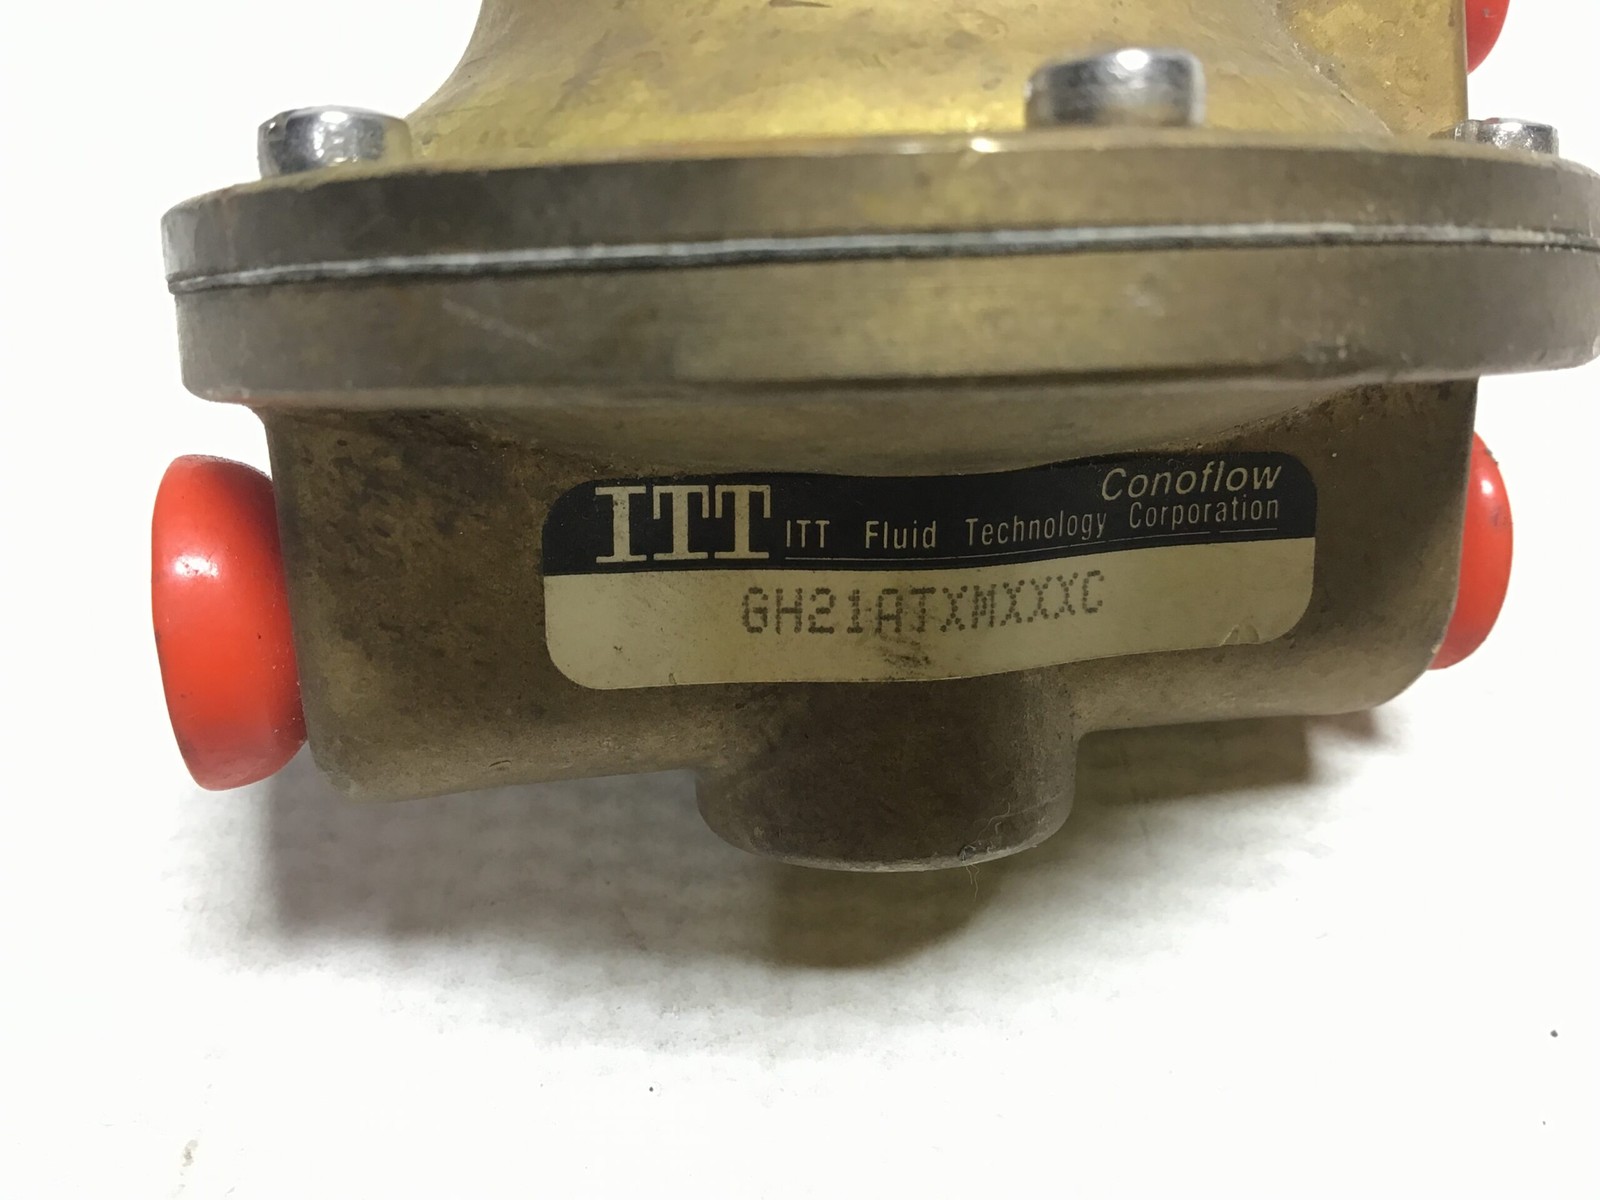 Conoflow
ITT ITT Fluid Technology Corporation
GH21ATXMXXXC